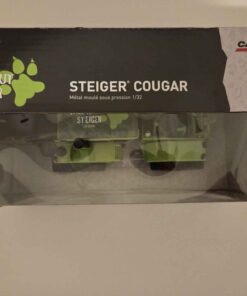 STEIGER® COUGAR
Métal moulé sous pression 1/32
STEIGER